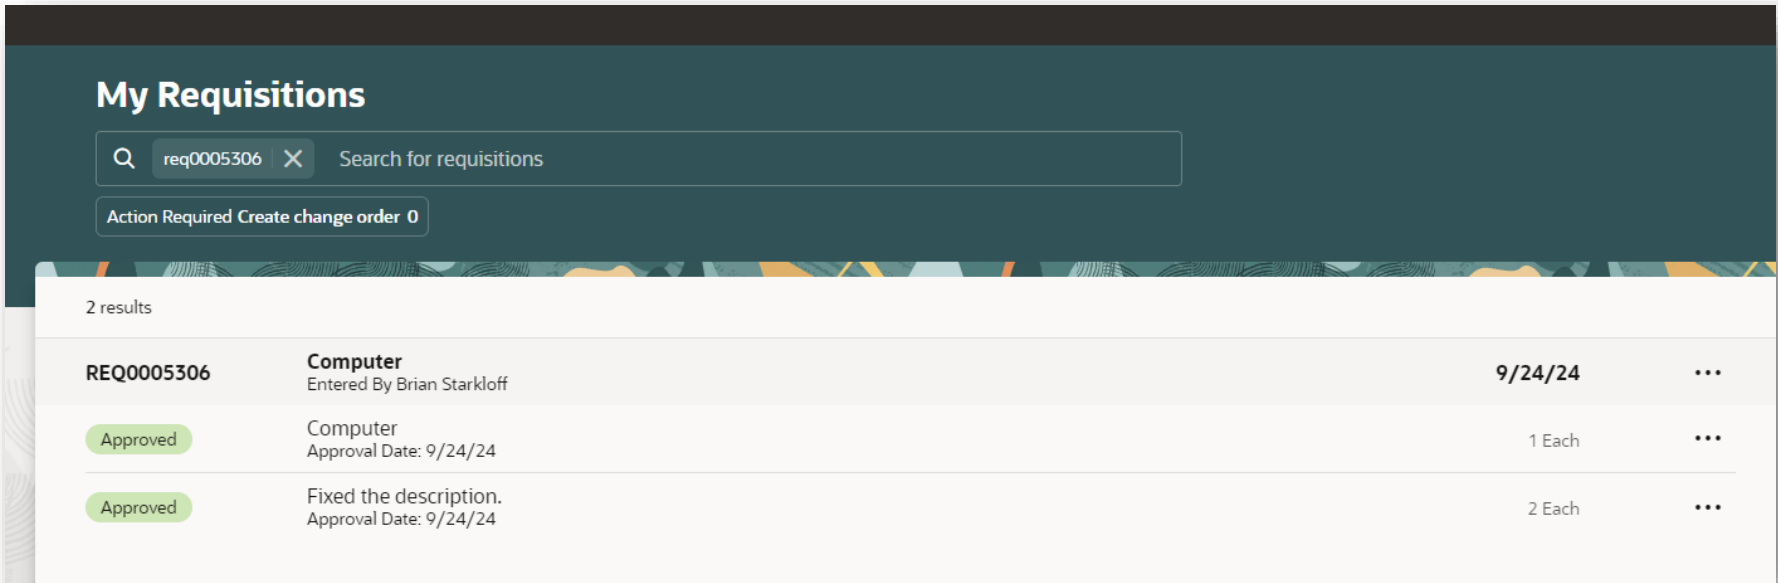 My Requisitions
req0005306 Search for requisitions
Action Required Create change order 0
2 results
REQ0005306 Computer 9/24/24
Entered By Brian Starkloff
Approved Computer 1 Each
Approval Date: 9/24/24
Approved Fixed the description. 2 Each
Approval Date: 9/24/24